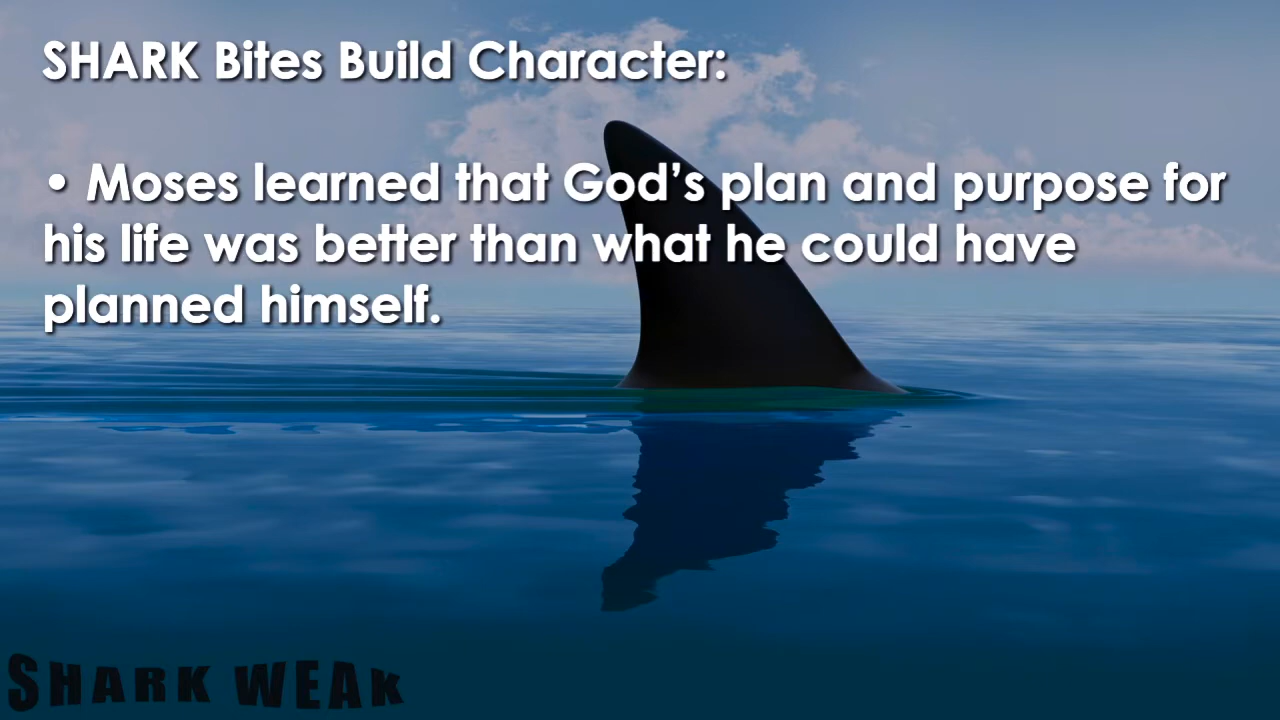 SHARK Bites Build Character:
• Moses learned that God’s plan and purpose for
his life was better than what he could have
planned himself.
SHARK WEAK